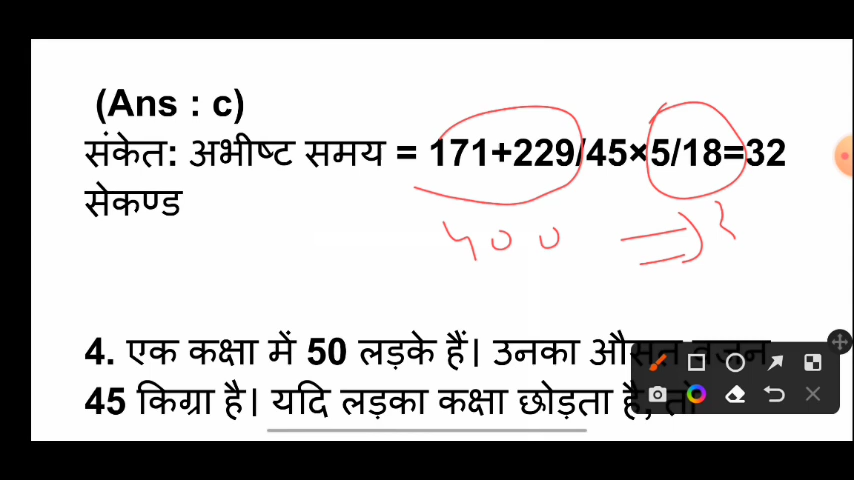 (Ans : c)
संकेत: अभीष्ट समय = 171+229/45×5/18=32
सेकण्ड
400
4. एक कक्षा में 50 लड़के हैं। उनका औसत वजन
45 किग्रा है। यदि लड़का कक्षा छोड़ता है, तो